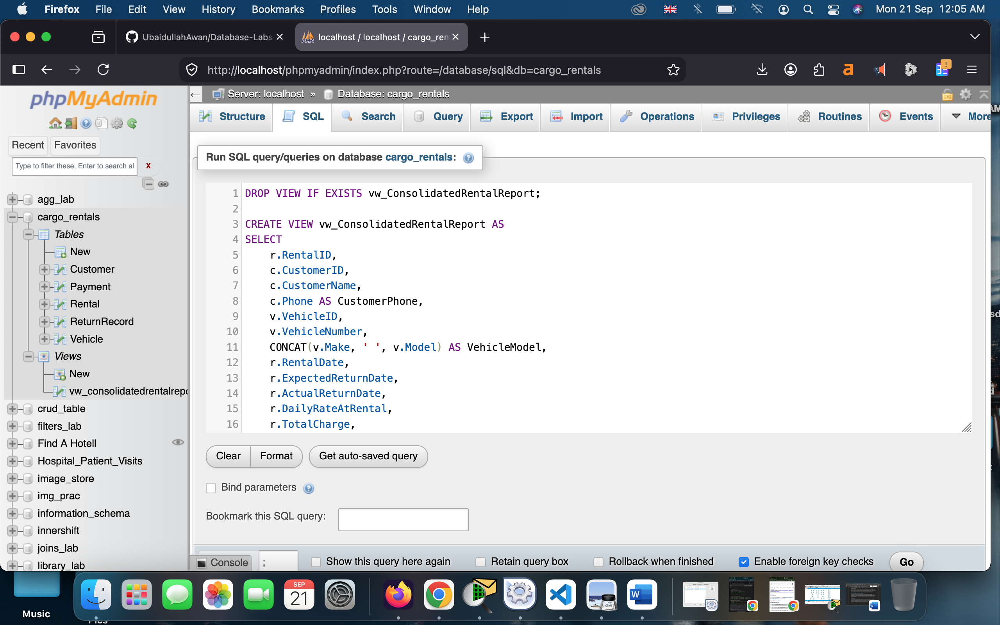 Firefox File Edit View History Bookmarks Profiles Tools Window Help Mon 21 Sep 12:05 AM
UbaidullahAwan/Database-Labs localhost / localhost / cargo_ren
http://localhost/phpmyadmin/index.php?route=/database/sql&db=cargo_rentals
phpMyAdmin
Recent Favorites
Type to filter these, Enter to search al X
agg_lab
cargo_rentals
Tables
New
Customer
Payment
Rental
ReturnRecord
Vehicle
Views
New
vw_consolidatedrentalrepo
crud_table
filters_lab
Find A Hotell
Hospital_Patient_Visits
image_store
img_prac
information_schema
innershift
joins_lab
library_lab
Server: localhost » Database: cargo_rentals
Structure SQL Search Query Export Import Operations Privileges Routines Events More
Run SQL query/queries on database cargo_rentals:
1 DROP VIEW IF EXISTS vw_ConsolidatedRentalReport;
2
3 CREATE VIEW vw_ConsolidatedRentalReport AS
4 SELECT
5 r.RentalID,
6 c.CustomerID,
7 c.CustomerName,
8 c.Phone AS CustomerPhone,
9 v.VehicleID,
10 v.VehicleNumber,
11 CONCAT(v.Make, ' ', v.Model) AS VehicleModel,
12 r.RentalDate,
13 r.ExpectedReturnDate,
14 r.ActualReturnDate,
15 r.DailyRateAtRental,
16 r.TotalCharge,
Clear Format Get auto-saved query
Bind parameters
Bookmark this SQL query:
Console ; Show this query here again Retain query box Rollback when finished Enable foreign key checks Go
SEP
21
Music